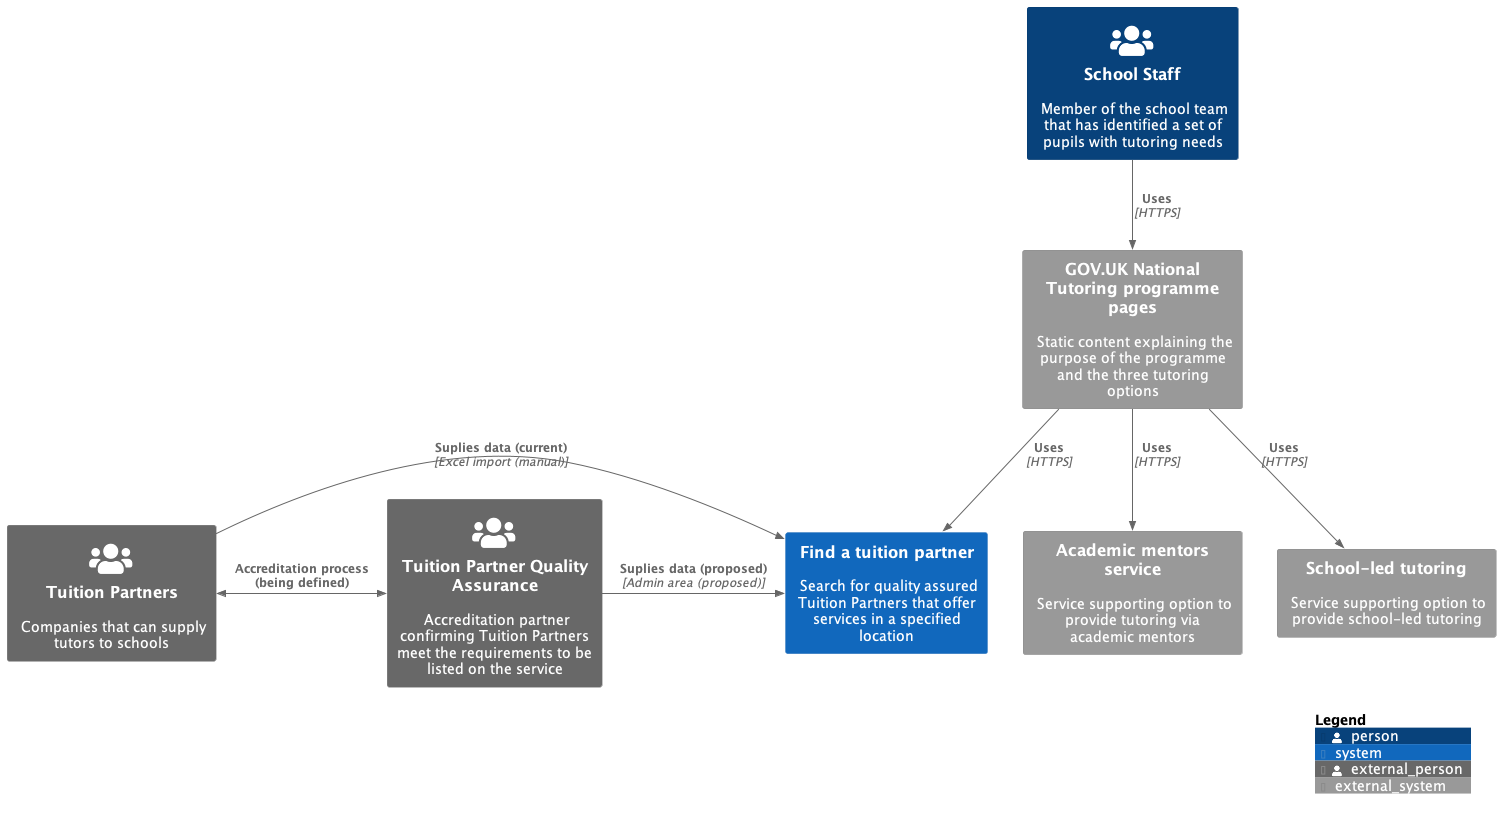 School Staff
Member of the school team
that has identified a set of
pupils with tutoring needs
Uses
[HTTPS]
GOV.UK National
Tutoring programme
pages
Static content explaining the
purpose of the programme
and the three tutoring
options
Uses
[HTTPS]
Uses
[HTTPS]
Uses
[HTTPS]
Suplies data (current)
[Excel import (manual)]
Tuition Partners
Companies that can supply
tutors to schools
Accreditation process
(being defined)
Tuition Partner Quality
Assurance
Accreditation partner
confirming Tuition Partners
meet the requirements to be
listed on the service
Suplies data (proposed)
[Admin area (proposed)]
Find a tuition partner
Search for quality assured
Tuition Partners that offer
services in a specified
location
Academic mentors
service
Service supporting option to
provide tutoring via
academic mentors
School-led tutoring
Service supporting option to
provide school-led tutoring
Legend
person
system
external_person
external_system